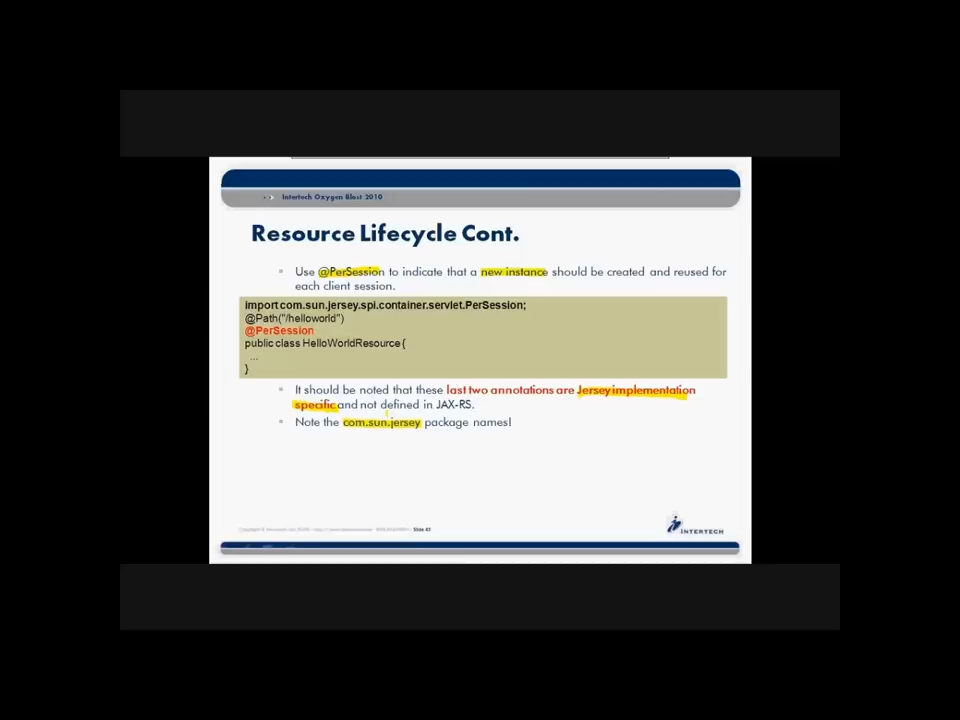 Intertech Oxygen Blast 2010
Resource Lifecycle Cont.
Use @PerSession to indicate that a new instance should be created and reused for
each client session.
import com.sun.jersey.spi.container.servlet.PerSession;
@Path("/helloworld")
@PerSession
public class HelloWorldResource {
...
}
It should be noted that these last two annotations are Jersey implementation
specific and not defined in JAX-RS.
Note the com.sun.jersey package names!
Slide 45
INTERTECH